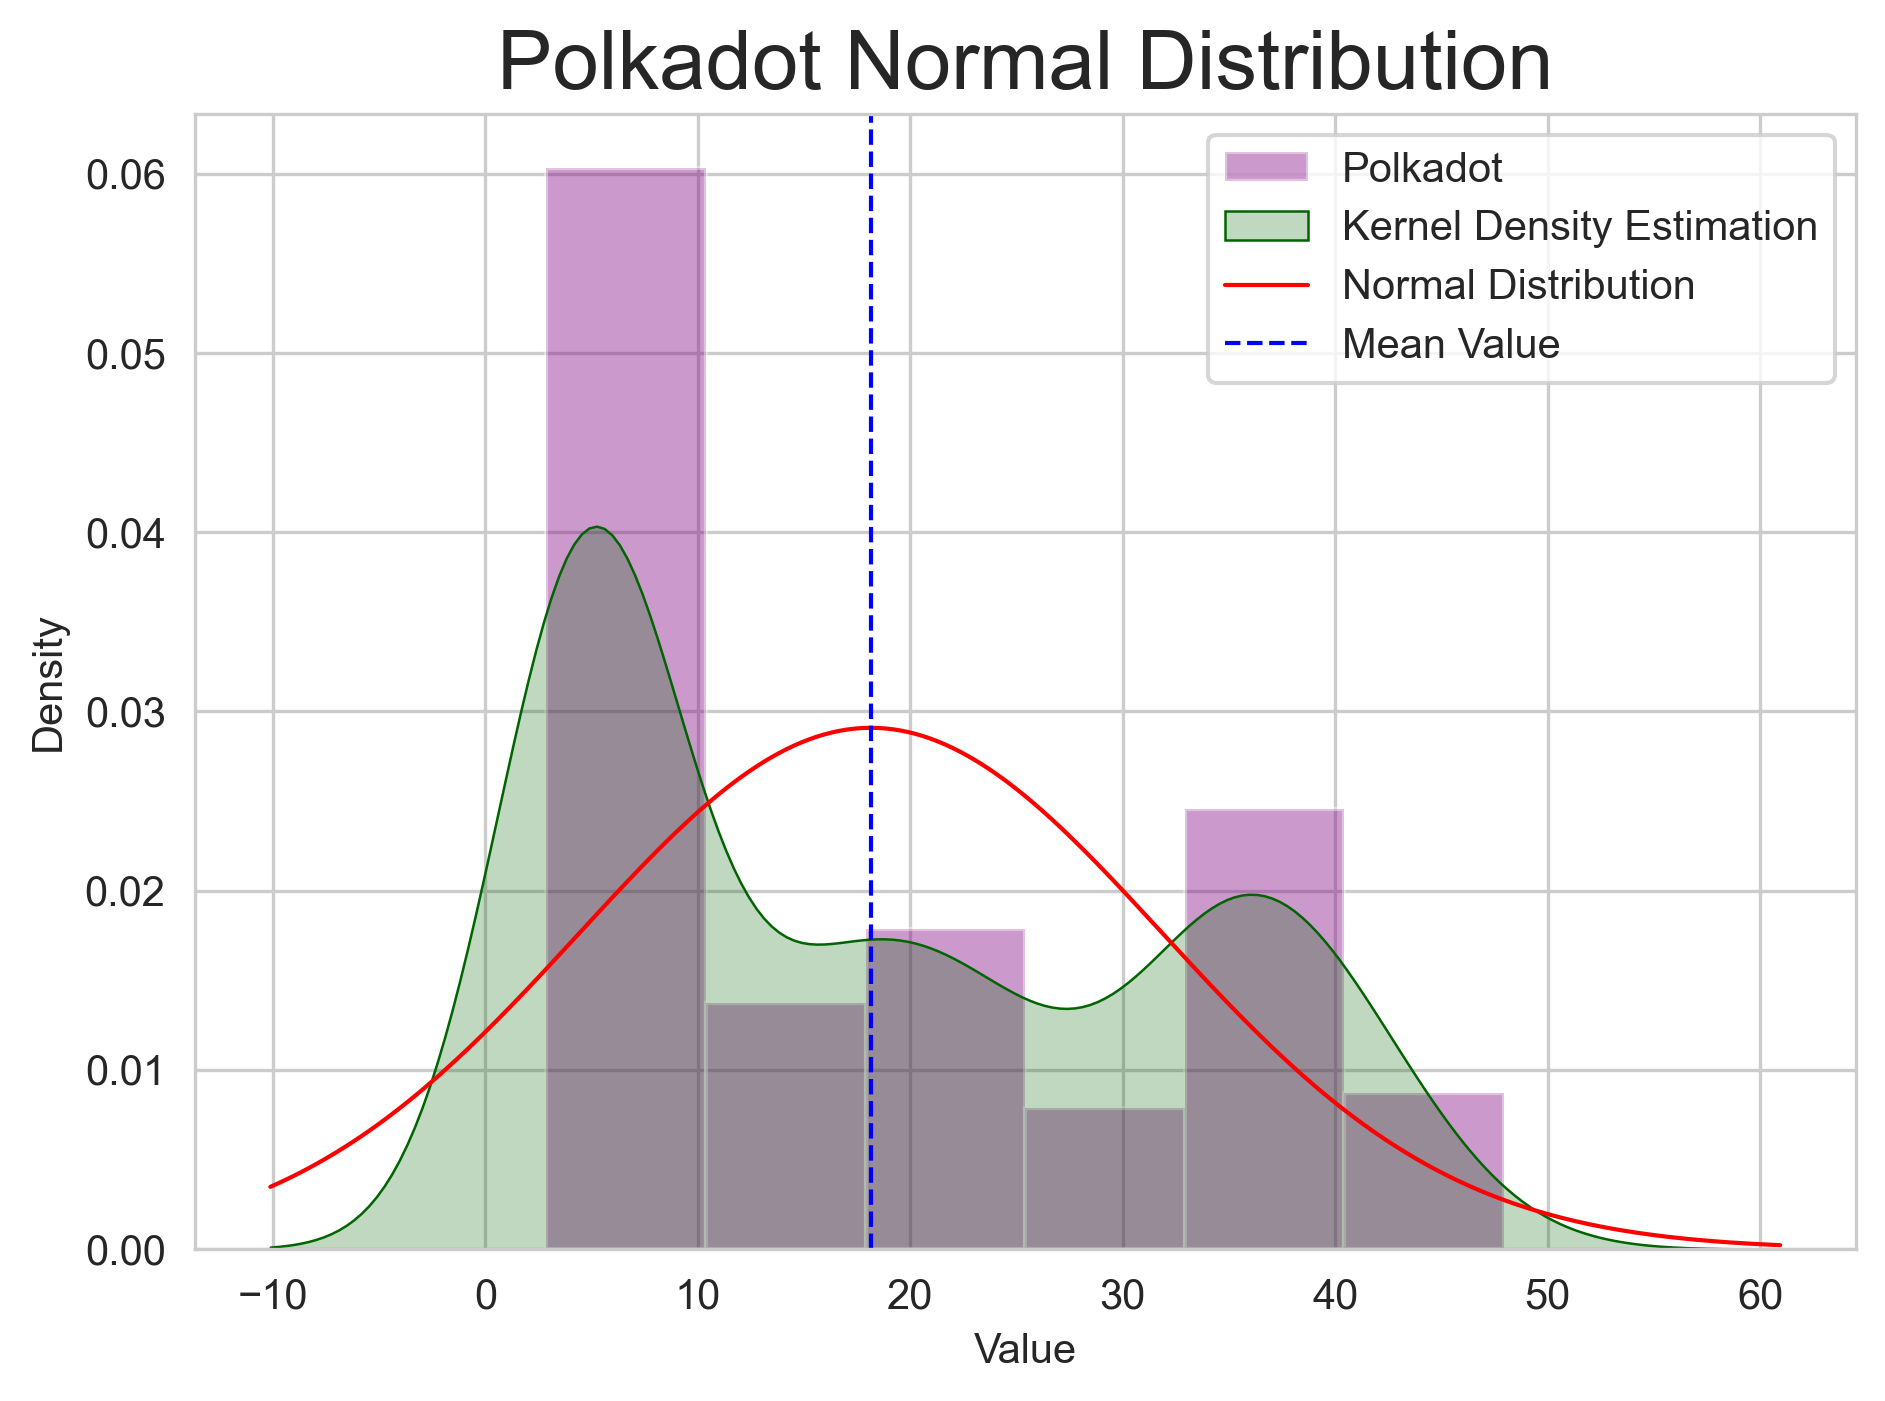 Polkadot Normal Distribution
Polkadot
Kernel Density Estimation
Normal Distribution
Mean Value
0.06
0.05
0.04
0.03
0.02
0.01
0.00
Density
−10 0 10 20 30 40 50 60
Value